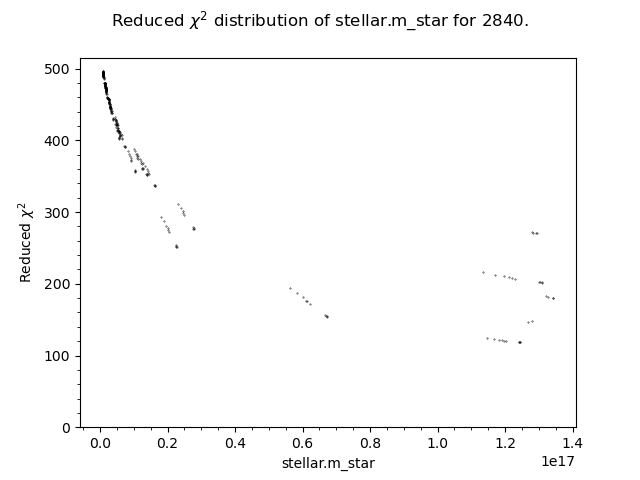 Reduced χ² distribution of stellar.m_star for 2840.
500
400
300
200
100
0
Reduced χ²
0.0 0.2 0.4 0.6 0.8 1.0 1.2 1.4
1e17
stellar.m_star